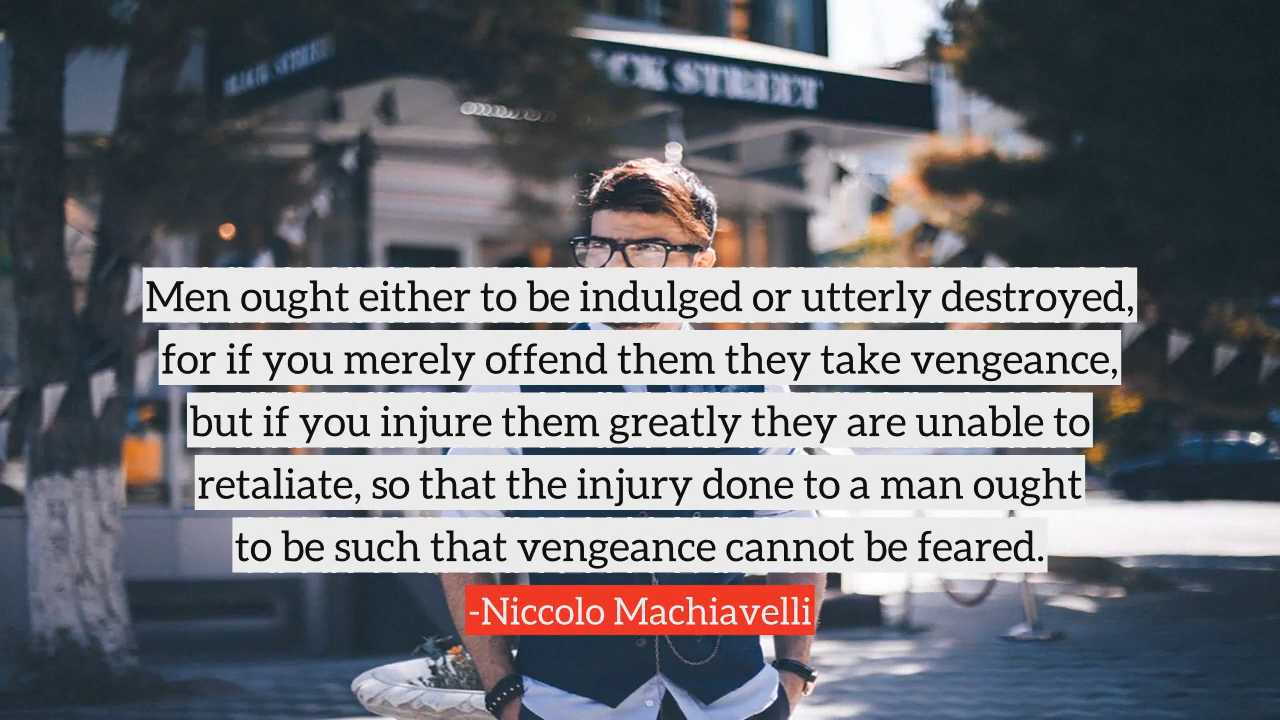 CK STREET
Men ought either to be indulged or utterly destroyed,
for if you merely offend them they take vengeance,
but if you injure them greatly they are unable to
retaliate, so that the injury done to a man ought
to be such that vengeance cannot be feared.
-Niccolo Machiavelli